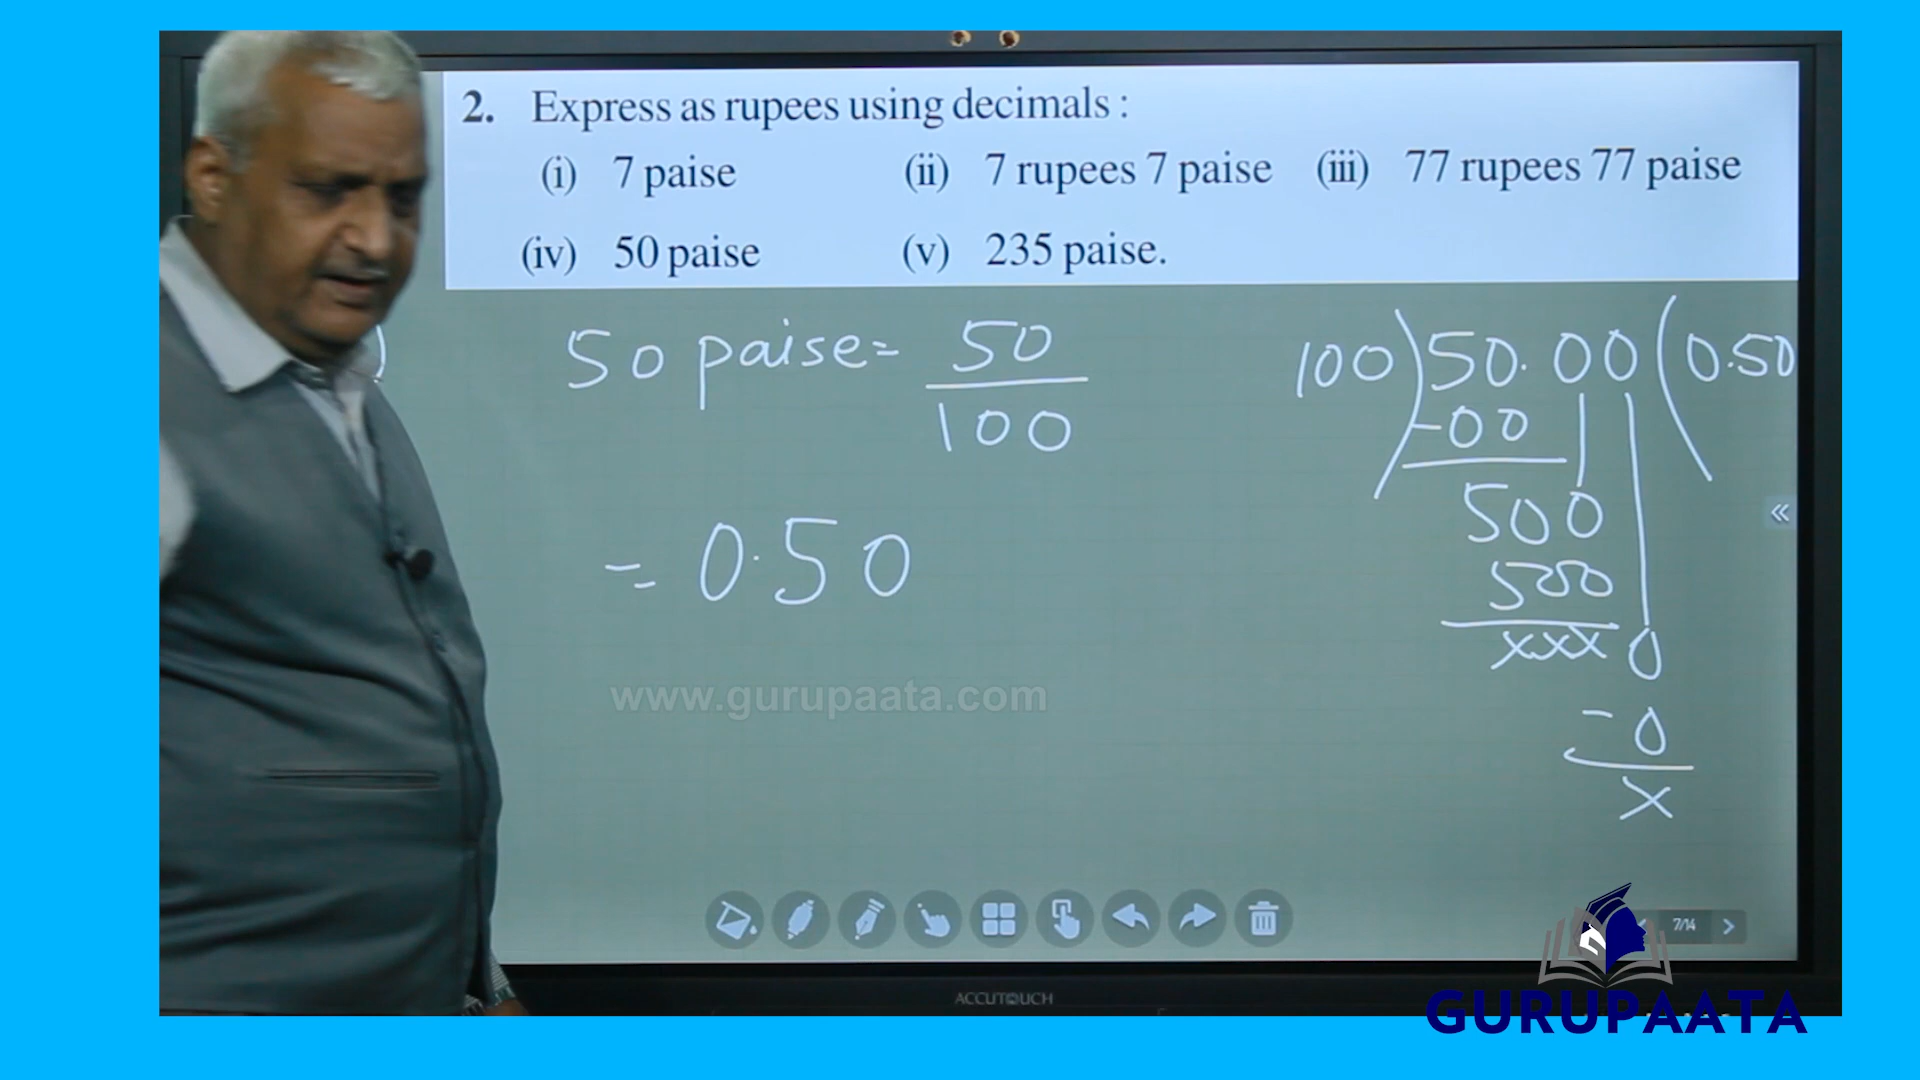 2. Express as rupees using decimals :
(i) 7 paise (ii) 7 rupees 7 paise (iii) 77 rupees 77 paise
(iv) 50 paise (v) 235 paise.
50 paise = 50/100
= 0.50
100)50.00(0.50
-00
500
500
xxx0
-0
x
www.gurupaata.com
7/14
ACCUTOUCH
GURUPAATA